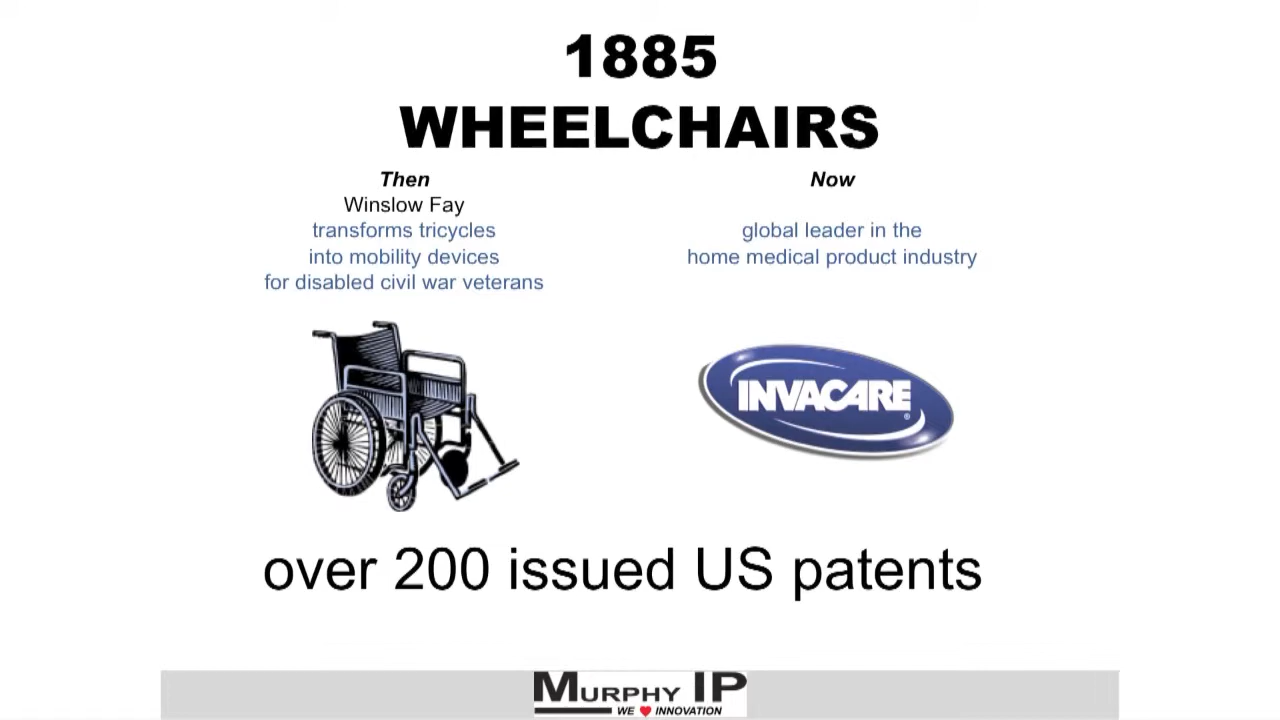 1885
WHEELCHAIRS
Then
Winslow Fay
transforms tricycles
into mobility devices
for disabled civil war veterans
Now
global leader in the
home medical product industry
INVACARE®
over 200 issued US patents
MURPHY IP
WE ❤ INNOVATION